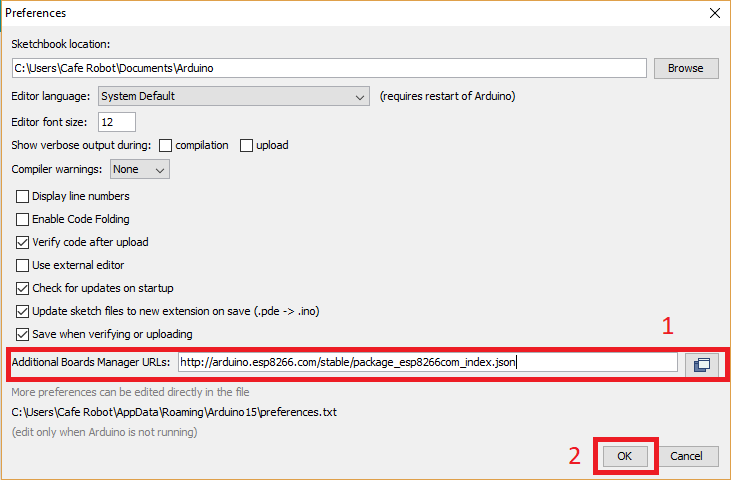 Preferences
Sketchbook location:
C:\Users\Cafe Robot\Documents\Arduino Browse
Editor language: System Default (requires restart of Arduino)
Editor font size: 12
Show verbose output during: compilation upload
Compiler warnings: None
Display line numbers
Enable Code Folding
Verify code after upload
Use external editor
Check for updates on startup
Update sketch files to new extension on save (.pde -> .ino)
Save when verifying or uploading
1
Additional Boards Manager URLs: http://arduino.esp8266.com/stable/package_esp8266com_index.json
More preferences can be edited directly in the file
C:\Users\Cafe Robot\AppData\Roaming\Arduino15\preferences.txt
(edit only when Arduino is not running)
2 OK Cancel